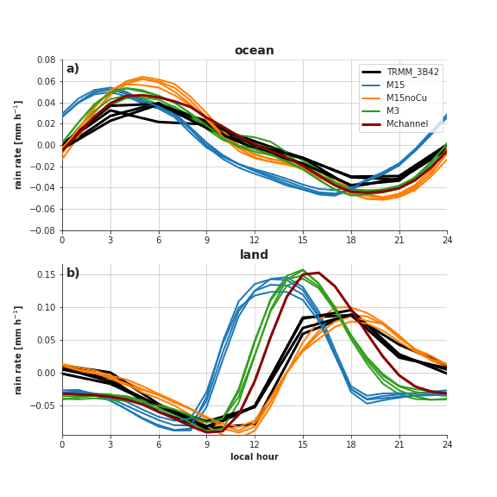 ocean
a)
TRMM_3B42
M15
M15noCu
M3
Mchannel
rain rate [mm h⁻¹]
0.08
0.06
0.04
0.02
0.00
−0.02
−0.04
−0.06
−0.08
0 3 6 9 12 15 18 21 24
land
b)
rain rate [mm h⁻¹]
0.15
0.10
0.05
0.00
−0.05
0 3 6 9 12 15 18 21 24
local hour